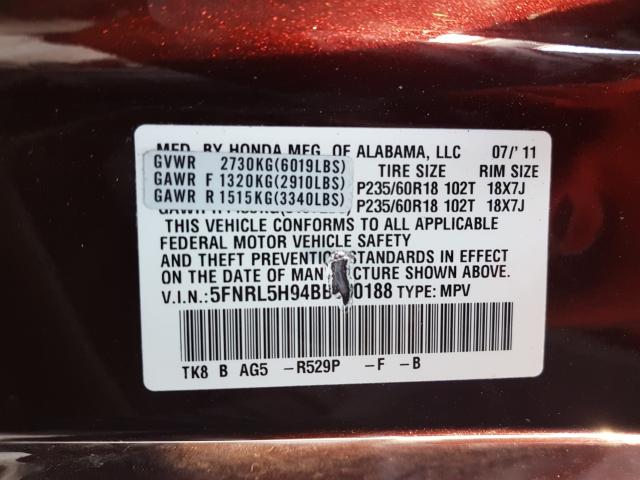 MFD. BY HONDA MFG. OF ALABAMA, LLC 07/'11
GVWR 2730KG(6019LBS) TIRE SIZE RIM SIZE
GAWR F 1320KG(2910LBS) P235/60R18 102T 18X7J
GAWR R 1515KG(3340LBS) P235/60R18 102T 18X7J
THIS VEHICLE CONFORMS TO ALL APPLICABLE
FEDERAL MOTOR VEHICLE SAFETY
AND THEFT STANDARDS IN EFFECT
ON THE DATE OF SHOWN ABOVE.
V.I.N.: TYPE: MPV
TK8 B AG5 -R529P -F -B